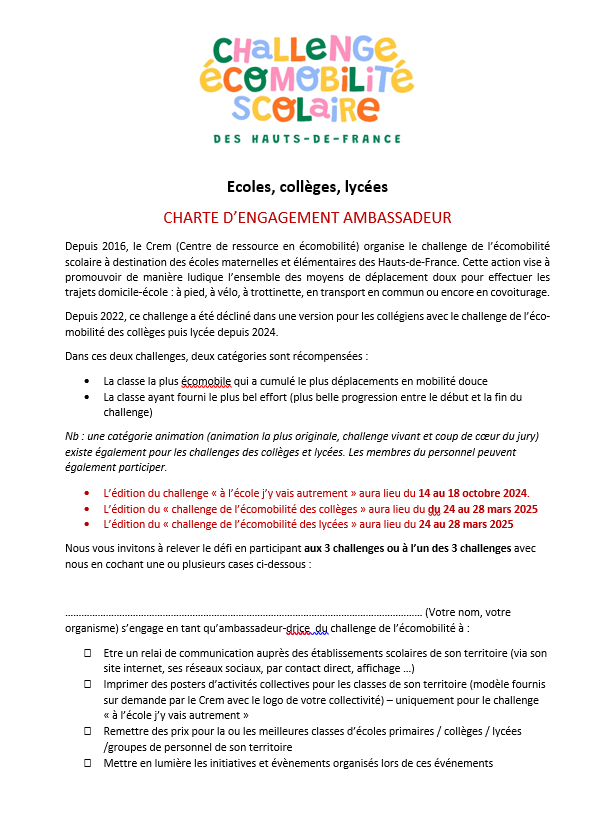 CHALLENGE
ÉCOMOBILITÉ
SCOLAIRE
DES HAUTS-DE-FRANCE
Ecoles, collèges, lycées
CHARTE D'ENGAGEMENT AMBASSADEUR
Depuis 2016, le Crem (Centre de ressource en écomobilité) organise le challenge de l'écomobilité
scolaire à destination des écoles maternelles et élémentaires des Hauts-de-France. Cette action vise à
promouvoir de manière ludique l'ensemble des moyens de déplacement doux pour effectuer les
trajets domicile-école : à pied, à vélo, à trottinette, en transport en commun ou encore en covoiturage.
Depuis 2022, ce challenge a été décliné dans une version pour les collégiens avec le challenge de l'éco-
mobilité des collèges puis lycée depuis 2024.
Dans ces deux challenges, deux catégories sont récompensées :
• La classe la plus écomobile qui a cumulé le plus déplacements en mobilité douce
• La classe ayant fourni le plus bel effort (plus belle progression entre le début et la fin du
challenge)
Nb : une catégorie animation (animation la plus originale, challenge vivant et coup de cœur du jury)
existe également pour les challenges des collèges et lycées. Les membres du personnel peuvent
également participer.
• L'édition du challenge « à l'école j'y vais autrement » aura lieu du 14 au 18 octobre 2024.
• L'édition du « challenge de l'écomobilité des collèges » aura lieu du du 24 au 28 mars 2025
• L'édition du « challenge de l'écomobilité des lycées » aura lieu du 24 au 28 mars 2025
Nous vous invitons à relever le défi en participant aux 3 challenges ou à l'un des 3 challenges avec
nous en cochant une ou plusieurs cases ci-dessous :
…………………………………………………………………………………………………………… (Votre nom, votre
organisme) s'engage en tant qu'ambassadeur-drice du challenge de l'écomobilité à :
□ Etre un relai de communication auprès des établissements scolaires de son territoire (via son
site internet, ses réseaux sociaux, par contact direct, affichage …)
□ Imprimer des posters d'activités collectives pour les classes de son territoire (modèle fournis
sur demande par le Crem avec le logo de votre collectivité) – uniquement pour le challenge
« à l'école j'y vais autrement »
□ Remettre des prix pour la ou les meilleures classes d'écoles primaires / collèges / lycées
/groupes de personnel de son territoire
□ Mettre en lumière les initiatives et évènements organisés lors de ces événements